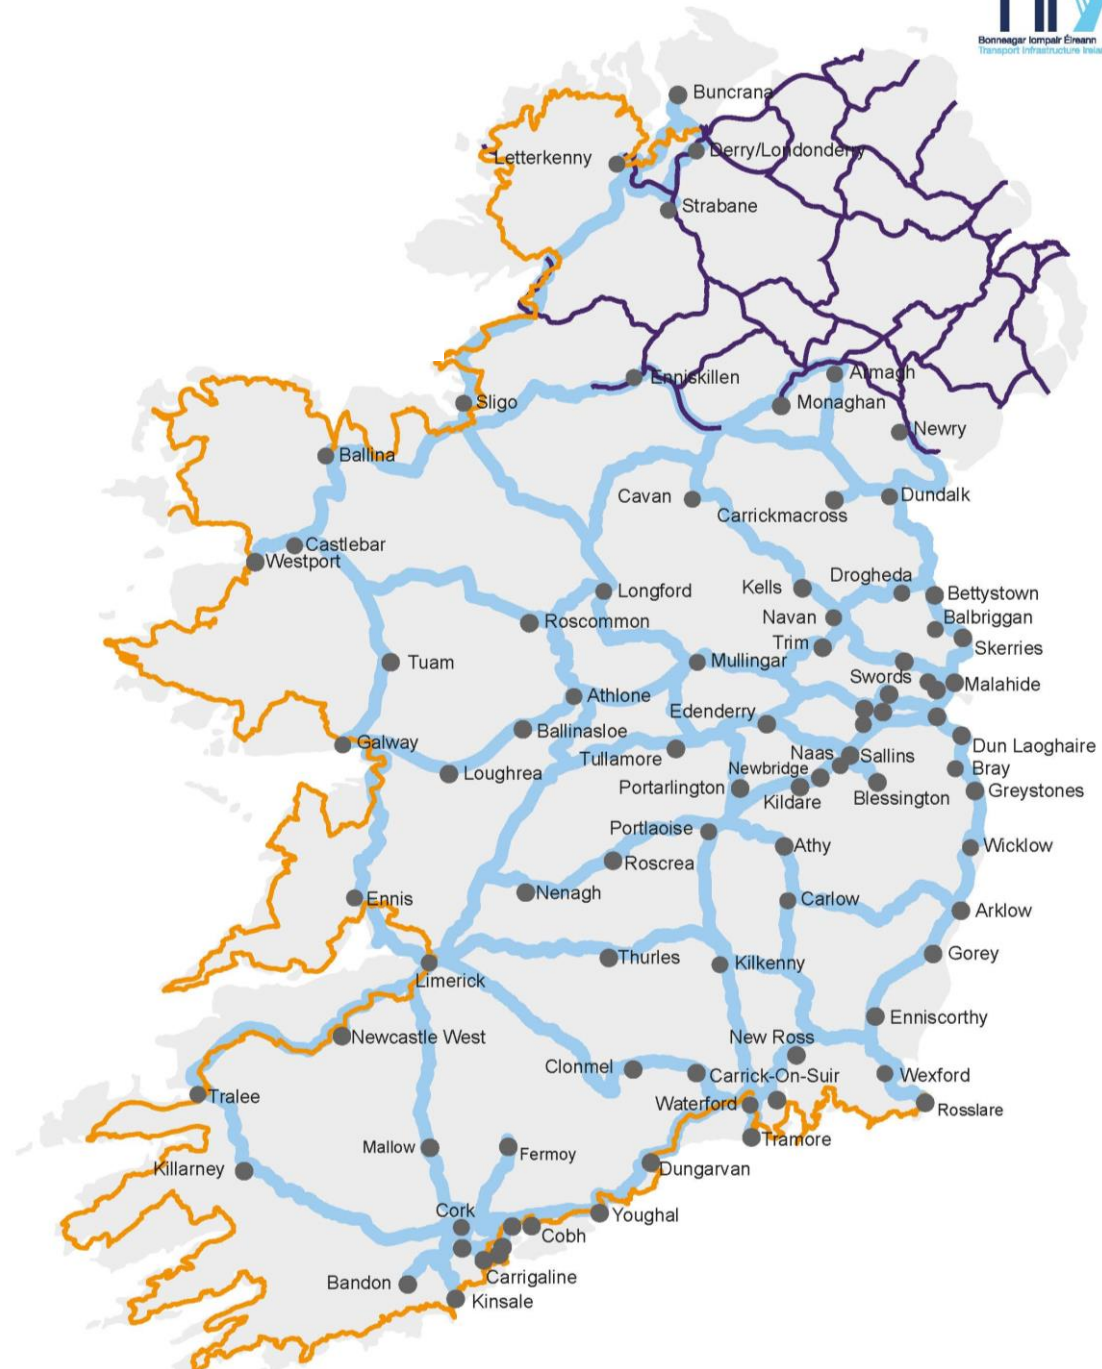 Bonneagar Iompair Éireann
Buncrana
Letterkenny
Derry/Londonderry
Strabane
Enniskillen
Armagh
Monaghan
Sligo
Newry
Ballina
Cavan
Carrickmacross
Dundalk
Castlebar
Westport
Longford
Kells
Drogheda
Bettystown
Roscommon
Navan
Balbriggan
Trim
Skerries
Tuam
Mullingar
Swords
Malahide
Athlone
Edenderry
Galway
Ballinasloe
Tullamore
Naas
Sallins
Dun Laoghaire
Loughrea
Newbridge
Bray
Portarlington
Kildare
Blessington
Greystones
Portlaoise
Athy
Wicklow
Roscrea
Nenagh
Ennis
Carlow
Arklow
Thurles
Kilkenny
Gorey
Limerick
Enniscorthy
Newcastle West
New Ross
Clonmel
Carrick-On-Suir
Wexford
Tralee
Waterford
Rosslare
Tramore
Mallow
Fermoy
Killarney
Dungarvan
Cork
Youghal
Cobh
Carrigaline
Bandon
Kinsale